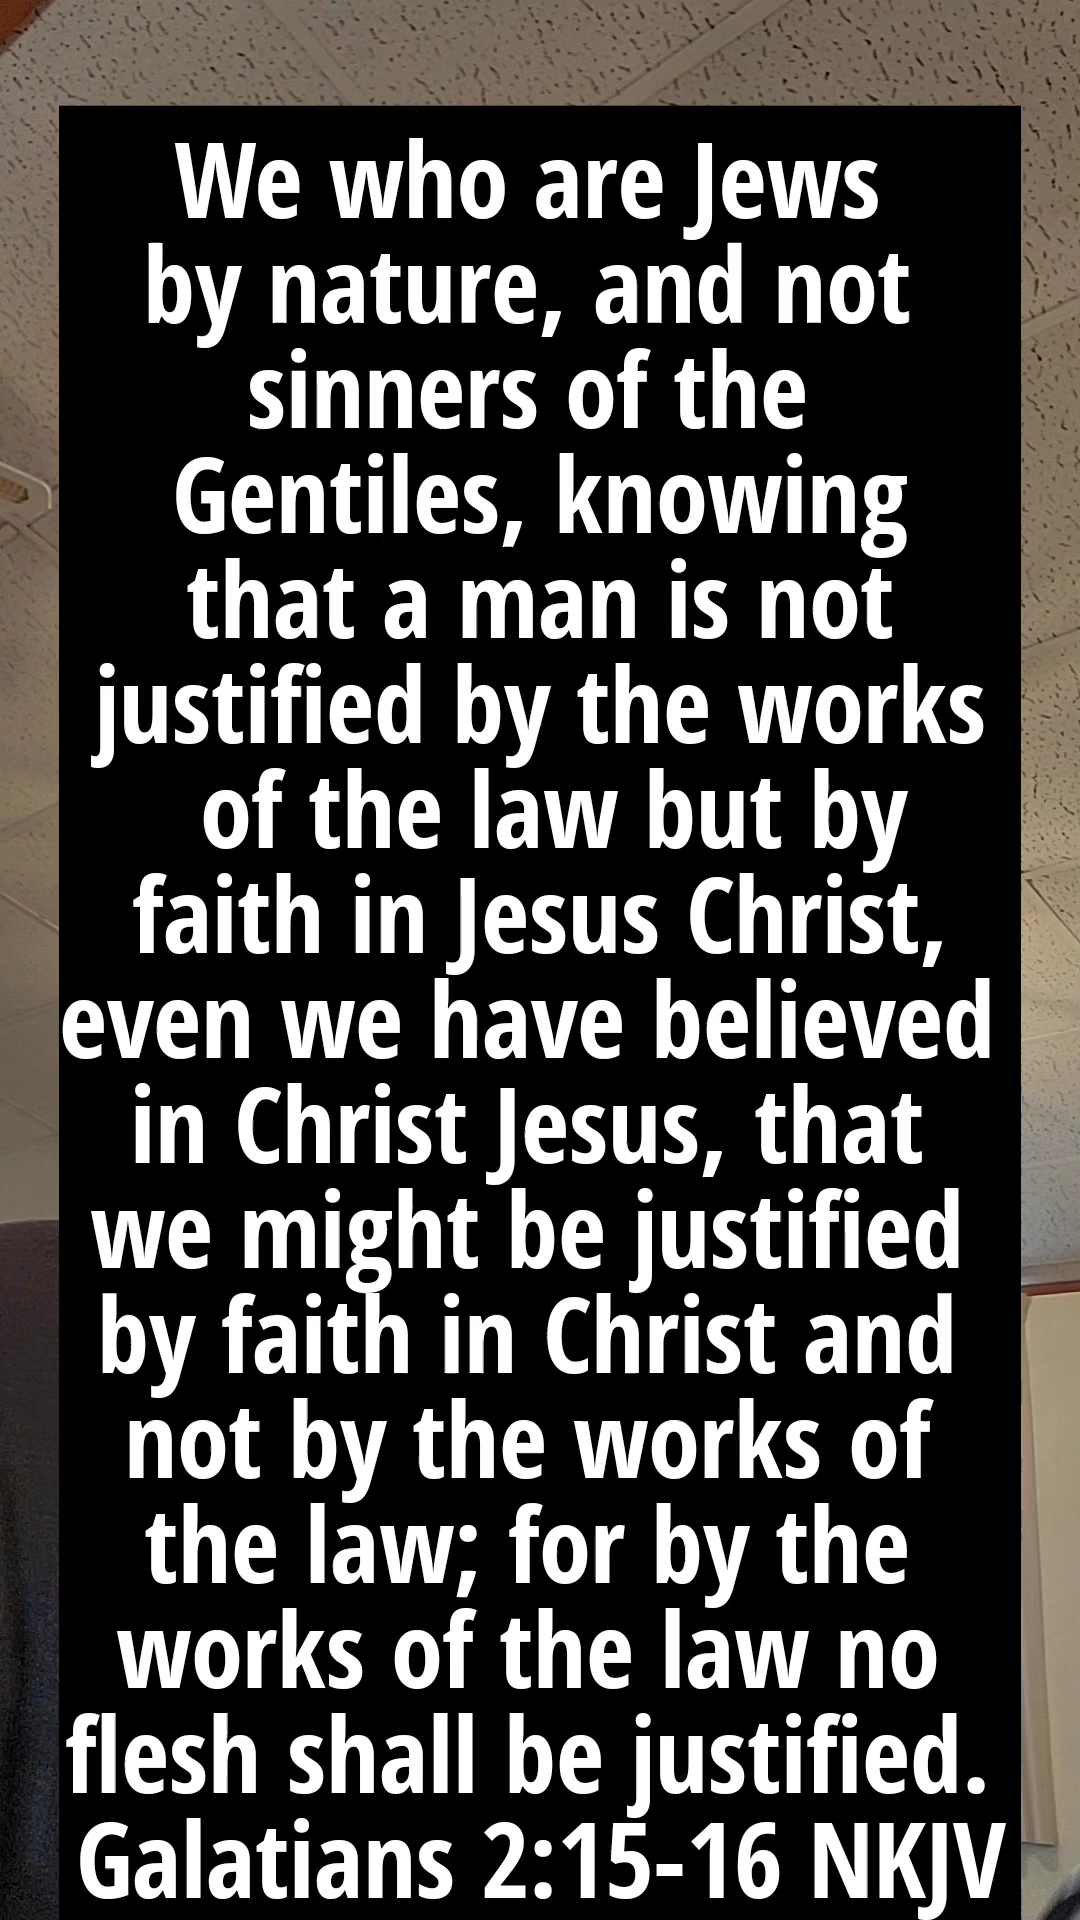 We who are Jews
by nature, and not
sinners of the
Gentiles, knowing
that a man is not
justified by the works
of the law but by
faith in Jesus Christ,
even we have believed
in Christ Jesus, that
we might be justified
by faith in Christ and
not by the works of
the law; for by the
works of the law no
flesh shall be justified.
Galatians 2:15-16 NKJV